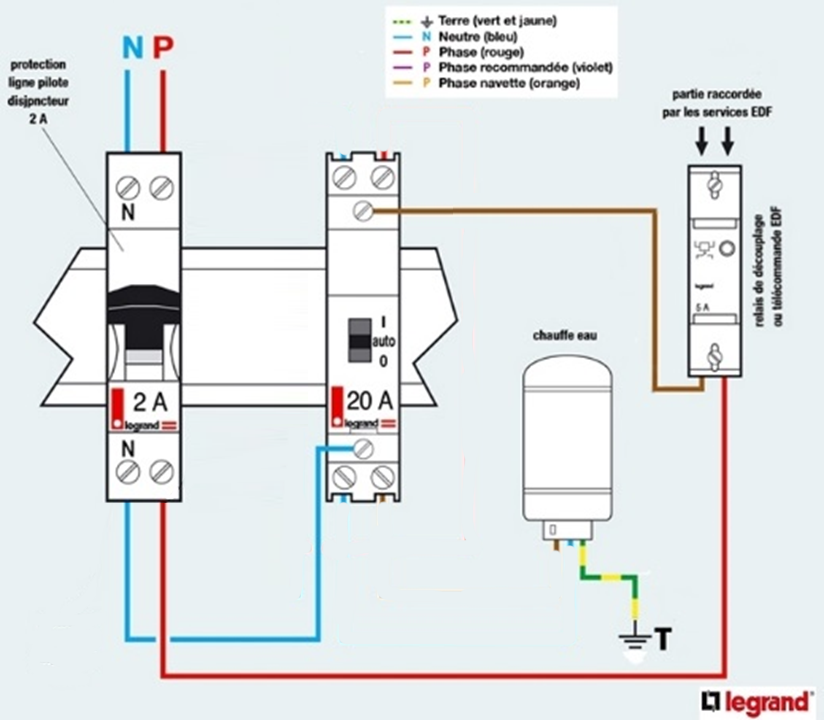 Terre (vert et jaune)
N Neutre (bleu)
P Phase (rouge)
P Phase recommandée (violet)
P Phase navette (orange)
N P
protection
ligne pilote
disjoncteur
2 A
partie raccordée
par les services EDF
N
relais de découplage
ou télécommande EDF
legrand
5 A
I
auto
O
chauffe eau
2 A
legrand
20 A
legrand
N
T
legrand